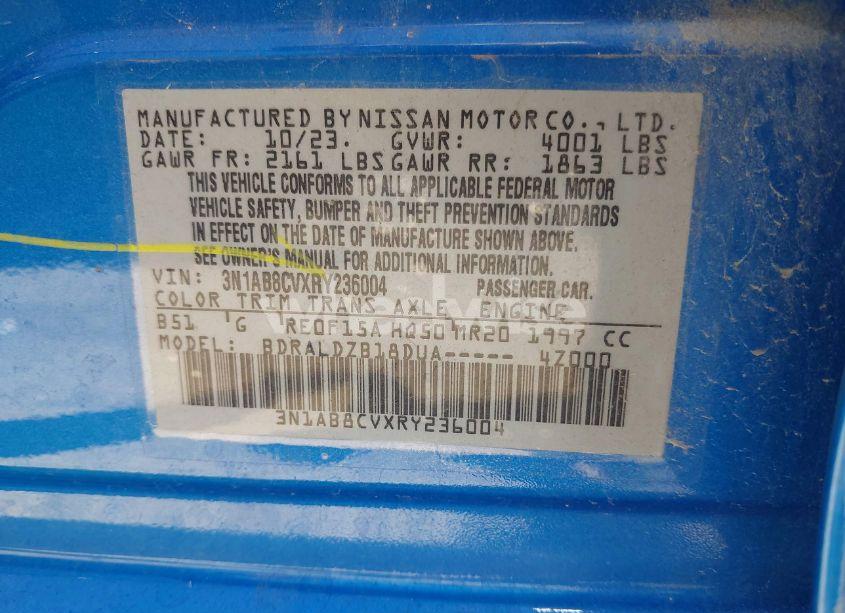 MANUFACTURED BY NISSAN MOTOR CO., LTD.
DATE: 10/23. GVWR: 4001 LBS
GAWR FR: 2161 LBS GAWR RR: 1863 LBS
THIS VEHICLE CONFORMS TO ALL APPLICABLE FEDERAL MOTOR
VEHICLE SAFETY, BUMPER AND THEFT PREVENTION STANDARDS
IN EFFECT ON THE DATE OF MANUFACTURE SHOWN ABOVE.
SEE OWNER'S MANUAL FOR ADDITIONAL INFORMATION.
VIN: 3N1AB8CVXRY236004 PASSENGER CAR.
COLOR TRIM TRANS AXLE ENGINE
B51 G RE0F15A HQ50 MR20 1997 CC
MODEL: BDRALDZB18DUA----- 4Z000
3N1AB8CVXRY236004